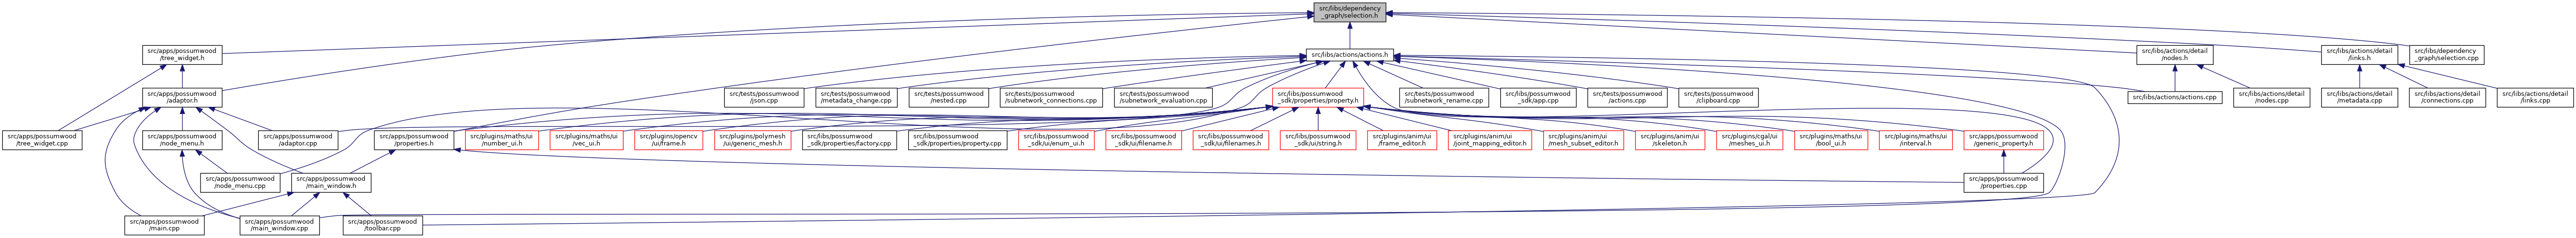 src/libs/dependency
_graph/selection.h
src/apps/possumwood
/tree_widget.h
src/libs/actions/actions.h
src/libs/actions/detail
/nodes.h
src/libs/actions/detail
/links.h
src/libs/dependency
_graph/selection.cpp
src/apps/possumwood
/adaptor.h
src/tests/possumwood
/json.cpp
src/tests/possumwood
/metadata_change.cpp
src/tests/possumwood
/nested.cpp
src/tests/possumwood
/subnetwork_connections.cpp
src/tests/possumwood
/subnetwork_evaluation.cpp
src/libs/possumwood
_sdk/properties/property.h
src/tests/possumwood
/subnetwork_rename.cpp
src/libs/possumwood
_sdk/app.cpp
src/tests/possumwood
/actions.cpp
src/tests/possumwood
/clipboard.cpp
src/libs/actions/actions.cpp
src/libs/actions/detail
/nodes.cpp
src/libs/actions/detail
/metadata.cpp
src/libs/actions/detail
/connections.cpp
src/libs/actions/detail
/links.cpp
src/apps/possumwood
/tree_widget.cpp
src/apps/possumwood
/node_menu.h
src/apps/possumwood
/adaptor.cpp
src/apps/possumwood
/properties.h
src/plugins/maths/ui
/number_ui.h
src/plugins/maths/ui
/vec_ui.h
src/plugins/opencv
/ui/frame.h
src/plugins/polymesh
/ui/generic_mesh.h
src/libs/possumwood
_sdk/properties/factory.cpp
src/libs/possumwood
_sdk/properties/property.cpp
src/libs/possumwood
_sdk/ui/enum_ui.h
src/libs/possumwood
_sdk/ui/filename.h
src/libs/possumwood
_sdk/ui/filenames.h
src/libs/possumwood
_sdk/ui/string.h
src/plugins/anim/ui
/frame_editor.h
src/plugins/anim/ui
/joint_mapping_editor.h
src/plugins/anim/ui
/mesh_subset_editor.h
src/plugins/anim/ui
/skeleton.h
src/plugins/cgal/ui
/meshes_ui.h
src/plugins/maths/ui
/bool_ui.h
src/plugins/maths/ui
/interval.h
src/apps/possumwood
/generic_property.h
src/apps/possumwood
/node_menu.cpp
src/apps/possumwood
/main_window.h
src/apps/possumwood
/properties.cpp
src/apps/possumwood
/main.cpp
src/apps/possumwood
/main_window.cpp
src/apps/possumwood
/toolbar.cpp